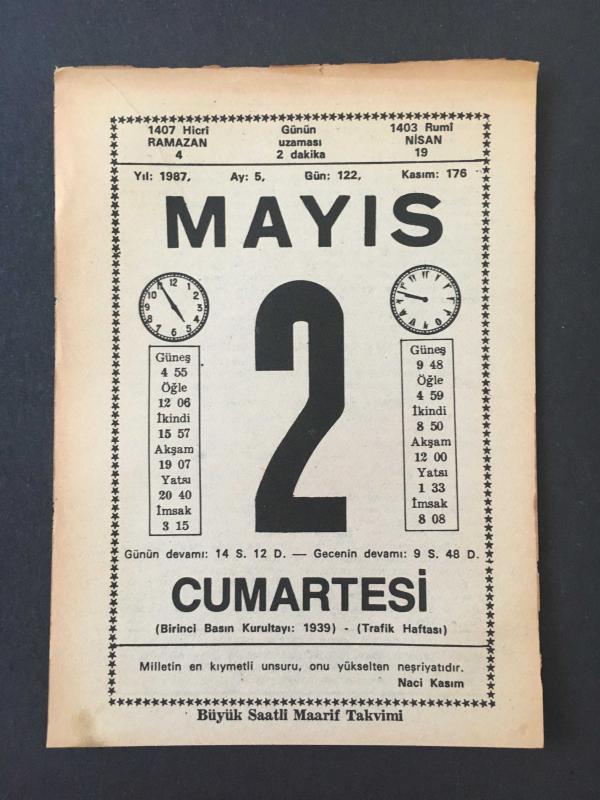 1407 Hicrî
RAMAZAN
4
Günün
uzaması
2 dakika
1403 Rumî
NİSAN
19
Yıl: 1987, Ay: 5, Gün: 122, Kasım: 176
MAYIS
2
Güneş
4 55
Öğle
12 06
İkindi
15 57
Akşam
19 07
Yatsı
20 40
İmsak
3 15
Güneş
9 48
Öğle
4 59
İkindi
8 50
Akşam
12 00
Yatsı
1 33
İmsak
8 08
Günün devamı: 14 S. 12 D. — Gecenin devamı: 9 S. 48 D.
CUMARTESİ
(Birinci Basın Kurultayı: 1939) - (Trafik Haftası)
Milletin en kıymetli unsuru, onu yükselten neşriyatıdır.
Naci Kasım
Büyük Saatli Maarif Takvimi